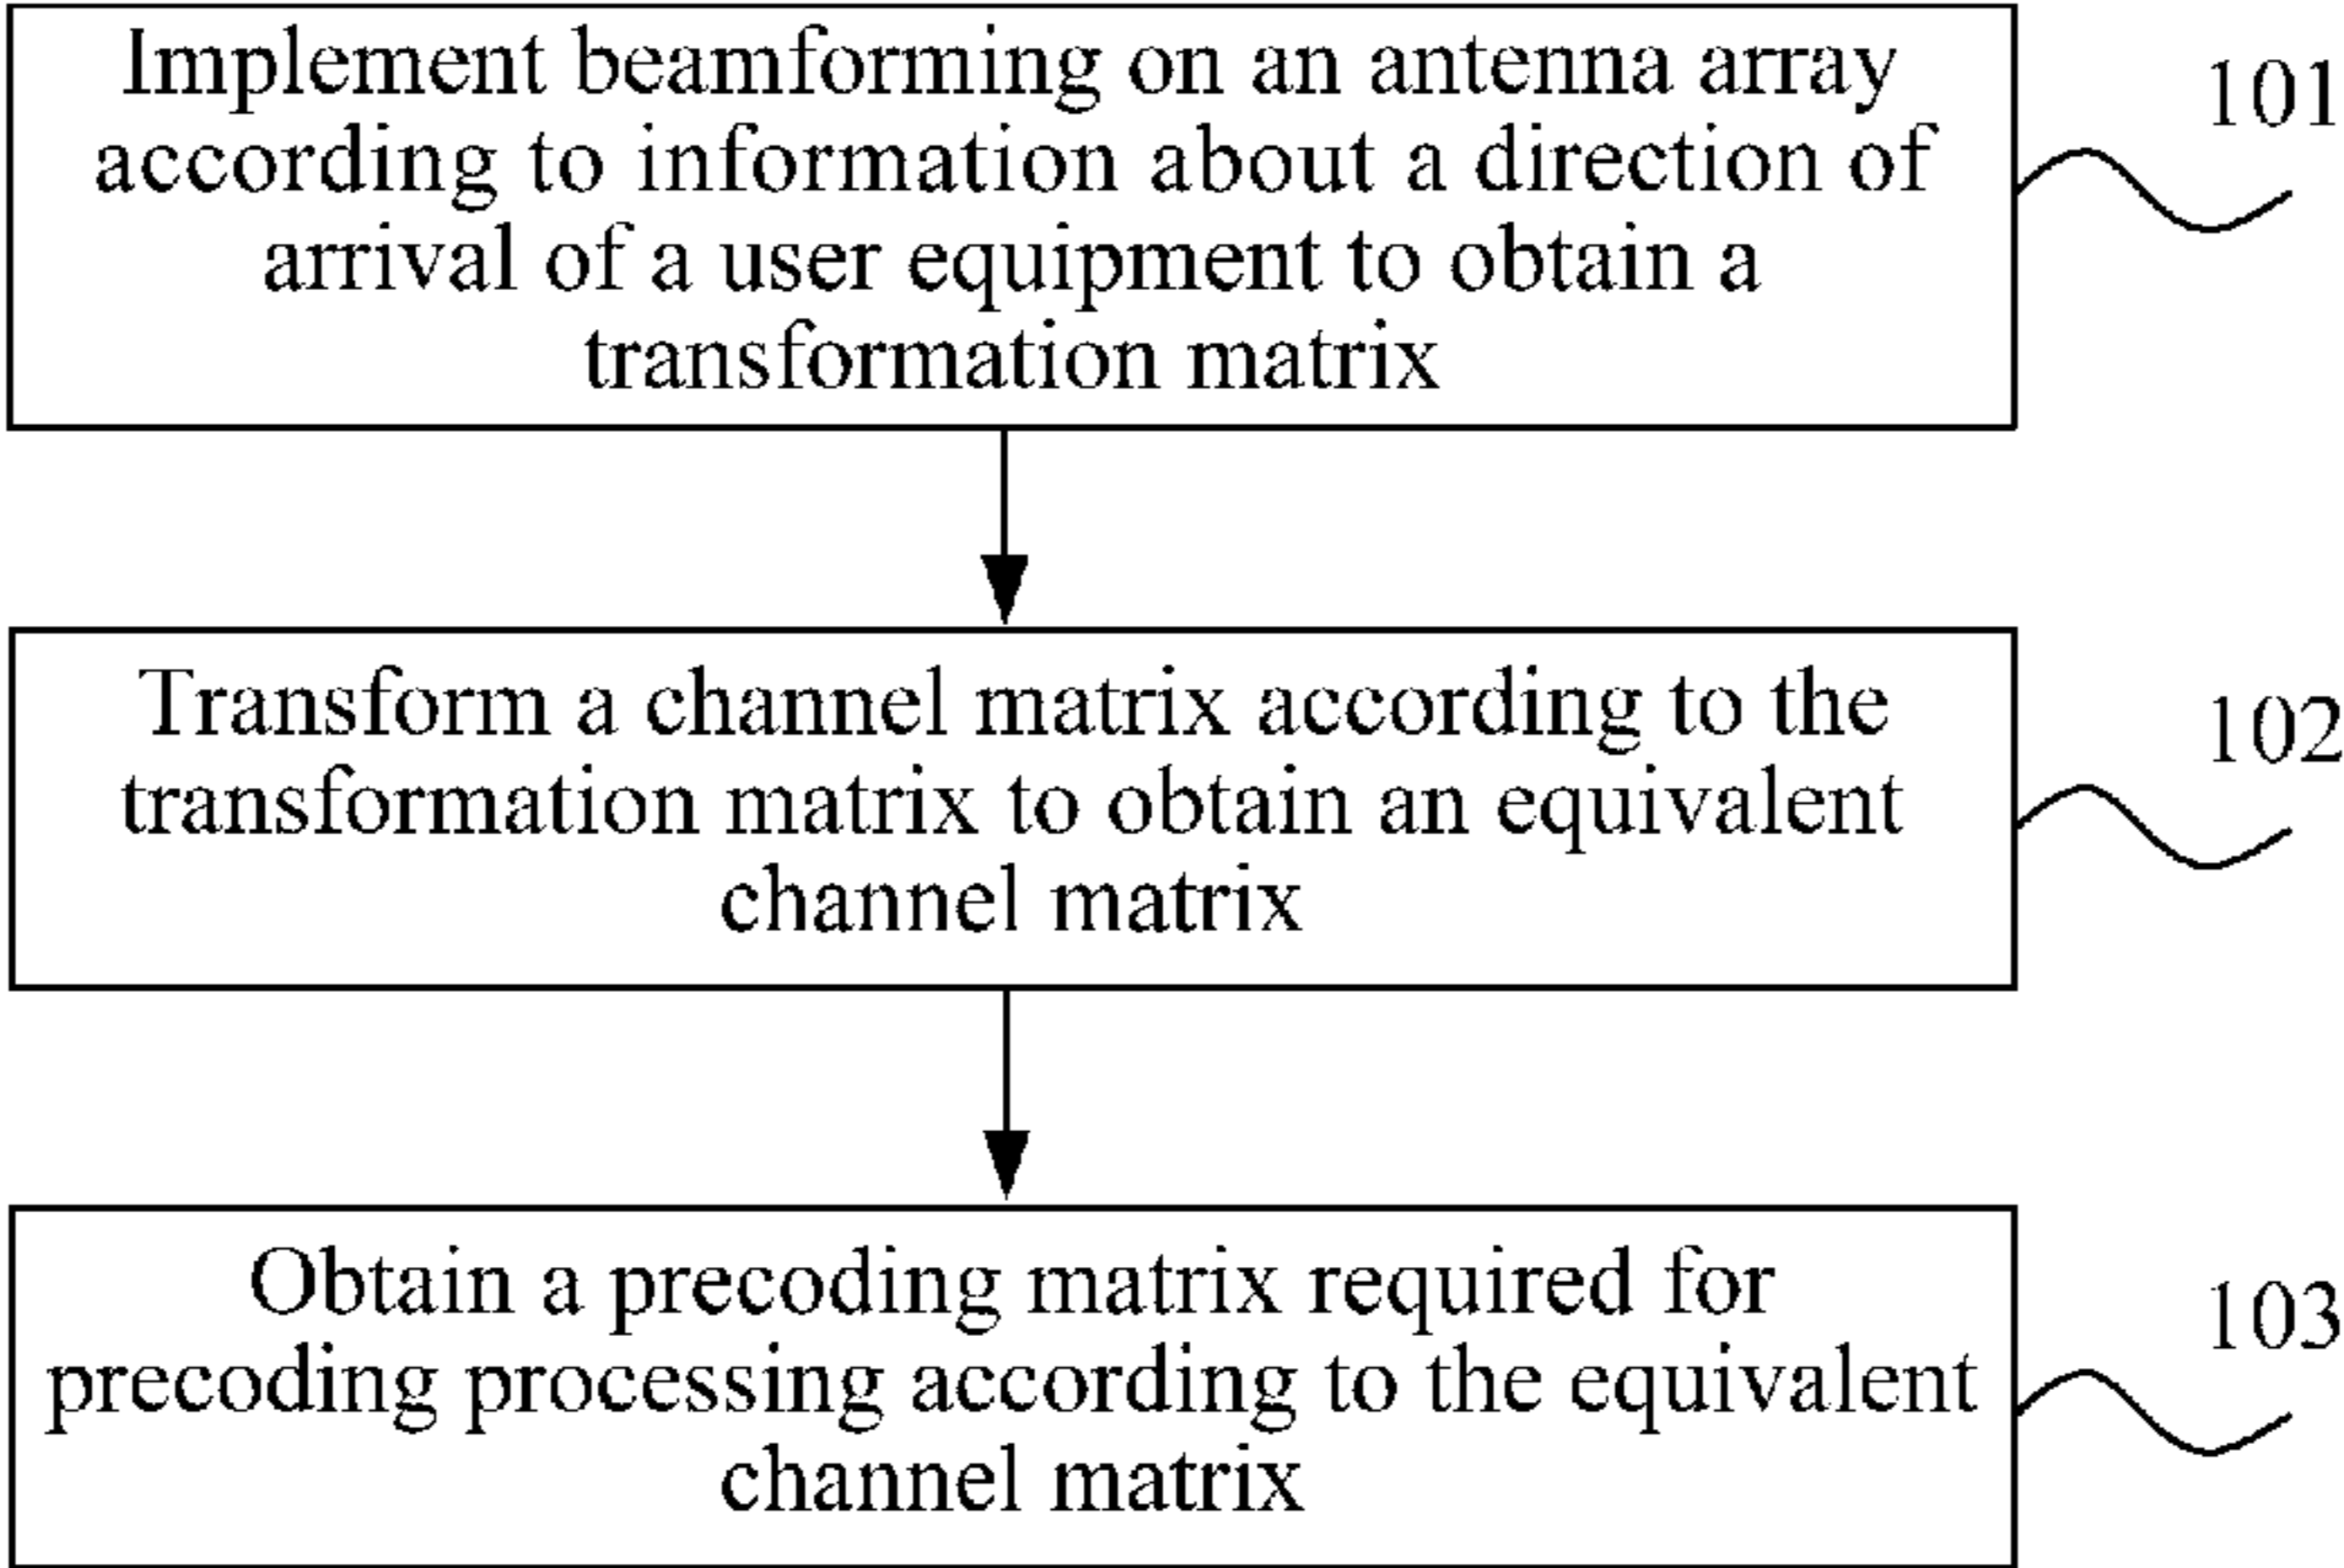 Implement beamforming on an antenna array
according to information about a direction of
arrival of a user equipment to obtain a
transformation matrix
101
Transform a channel matrix according to the
transformation matrix to obtain an equivalent
channel matrix
102
Obtain a precoding matrix required for
precoding processing according to the equivalent
channel matrix
103